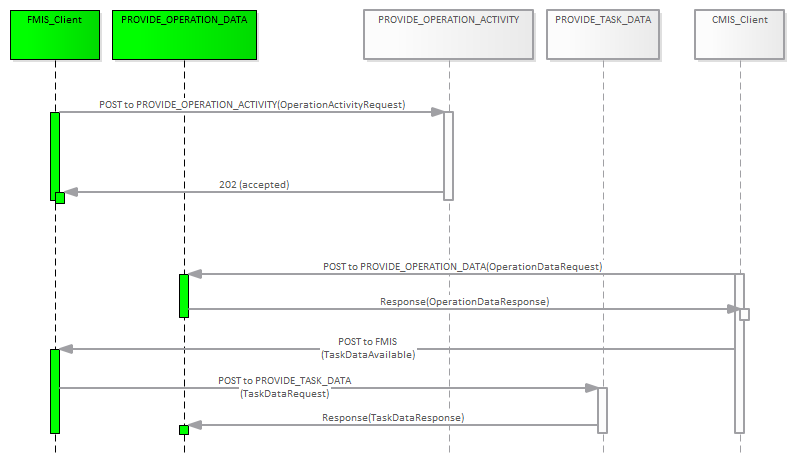 FMIS_Client
PROVIDE_OPERATION_DATA
PROVIDE_OPERATION_ACTIVITY
PROVIDE_TASK_DATA
CMIS_Client
POST to PROVIDE_OPERATION_ACTIVITY(OperationActivityRequest)
202 (accepted)
POST to PROVIDE_OPERATION_DATA(OperationDataRequest)
Response(OperationDataResponse)
POST to FMIS
(TaskDataAvailable)
POST to PROVIDE_TASK_DATA
(TaskDataRequest)
Response(TaskDataResponse)